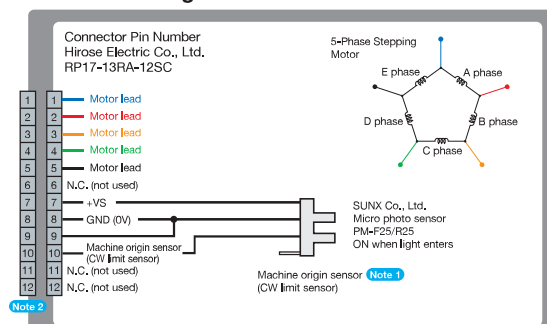 Connector Pin Number
Hirose Electric Co., Ltd.
RP17-13RA-12SC
5-Phase Stepping
Motor
E phase
A phase
D phase
B phase
C phase
1 1 Motor lead
2 2 Motor lead
3 3 Motor lead
4 4 Motor lead
5 5 Motor lead
6 6 N.C. (not used)
7 7 +VS
8 8 GND (0V)
9 9
10 10 Machine origin sensor
(CW limit sensor)
11 11 N.C. (not used)
12 12 N.C. (not used)
Note 2
SUNX Co., Ltd.
Micro photo sensor
PM-F25/R25
ON when light enters
Machine origin sensor Note 1
(CW limit sensor)